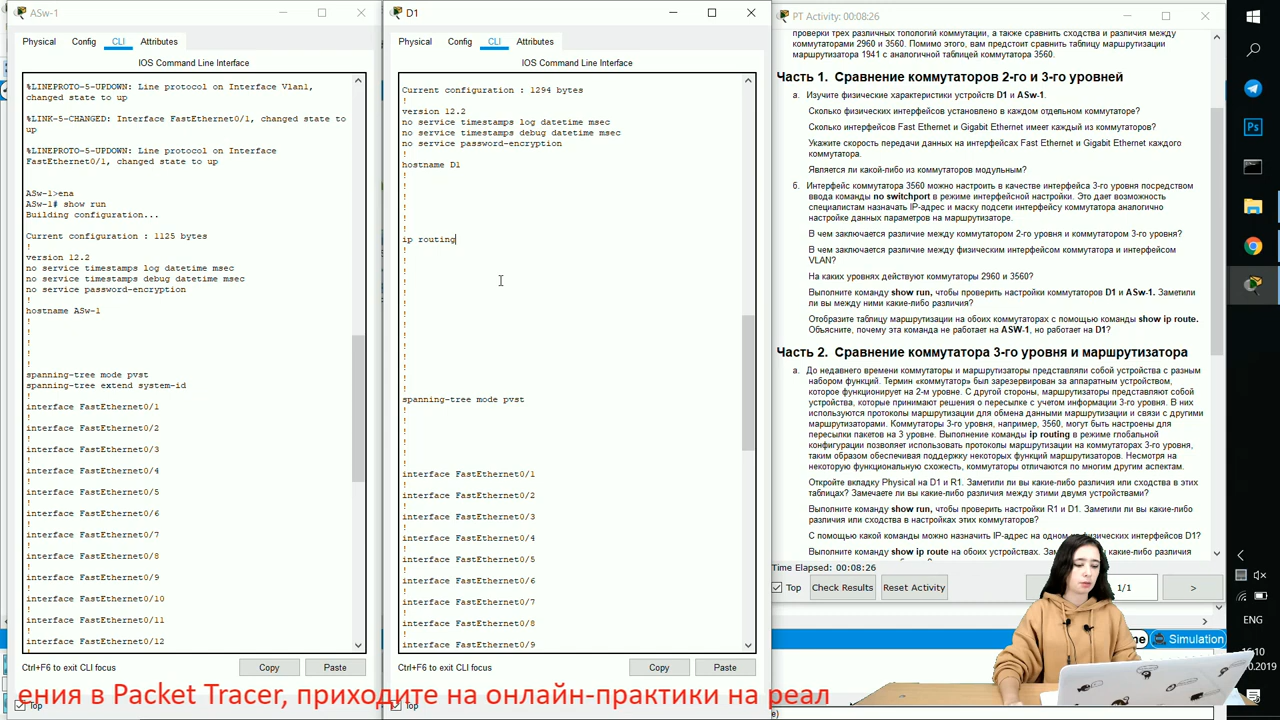 ASw-1
Physical
Config
CLI
Attributes
IOS Command Line Interface
%LINEPROTO-5-UPDOWN: Line protocol on Interface Vlan1,
changed state to up
%LINK-5-CHANGED: Interface FastEthernet0/1, changed state to
up
%LINEPROTO-5-UPDOWN: Line protocol on Interface
FastEthernet0/1, changed state to up
ASw-1>ena
ASw-1# show run
Building configuration...
Current configuration : 1125 bytes
!
version 12.2
no service timestamps log datetime msec
no service timestamps debug datetime msec
no service password-encryption
!
hostname ASw-1
!
!
!
!
!
spanning-tree mode pvst
spanning-tree extend system-id
!
interface FastEthernet0/1
!
interface FastEthernet0/2
!
interface FastEthernet0/3
!
interface FastEthernet0/4
!
interface FastEthernet0/5
!
interface FastEthernet0/6
!
interface FastEthernet0/7
!
interface FastEthernet0/8
!
interface FastEthernet0/9
!
interface FastEthernet0/10
!
interface FastEthernet0/11
!
interface FastEthernet0/12
Ctrl+F6 to exit CLI focus
Copy
Paste
Top
D1
Physical
Config
CLI
Attributes
IOS Command Line Interface
Current configuration : 1294 bytes
!
version 12.2
no service timestamps log datetime msec
no service timestamps debug datetime msec
no service password-encryption
!
hostname D1
!
!
!
!
!
!
ip routing
!
!
!
!
!
!
!
!
!
!
!
!
!
!
spanning-tree mode pvst
!
!
!
!
!
!
interface FastEthernet0/1
!
interface FastEthernet0/2
!
interface FastEthernet0/3
!
interface FastEthernet0/4
!
interface FastEthernet0/5
!
interface FastEthernet0/6
!
interface FastEthernet0/7
!
interface FastEthernet0/8
!
interface FastEthernet0/9
Ctrl+F6 to exit CLI focus
Copy
Paste
Top
PT Activity: 00:08:26
проверки трех различных топологий коммутации, а также сравнить сходства и различия между
коммутаторами 2960 и 3560. Помимо этого, вам предстоит сравнить таблицу маршрутизации
маршрутизатора 1941 с аналогичной таблицей коммутатора 3560.
Часть 1. Сравнение коммутаторов 2-го и 3-го уровней
а. Изучите физические характеристики устройств D1 и ASw-1.
Сколько физических интерфейсов установлено в каждом отдельном коммутаторе?
Сколько интерфейсов Fast Ethernet и Gigabit Ethernet имеет каждый из коммутаторов?
Укажите скорость передачи данных на интерфейсах Fast Ethernet и Gigabit Ethernet каждого
коммутатора.
Является ли какой-либо из коммутаторов модульным?
б. Интерфейс коммутатора 3560 можно настроить в качестве интерфейса 3-го уровня посредством
ввода команды no switchport в режиме интерфейсной настройки. Это дает возможность
специалистам назначать IP-адрес и маску подсети интерфейсу коммутатора аналогично
настройке данных параметров на маршрутизаторе.
В чем заключается различие между коммутатором 2-го уровня и коммутатором 3-го уровня?
В чем заключается различие между физическим интерфейсом коммутатора и интерфейсом
VLAN?
На каких уровнях действуют коммутаторы 2960 и 3560?
Выполните команду show run, чтобы проверить настройки коммутаторов D1 и ASw-1. Заметили
ли вы между ними какие-либо различия?
Отобразите таблицу маршрутизации на обоих коммутаторах с помощью команды show ip route.
Объясните, почему эта команда не работает на ASW-1, но работает на D1?
Часть 2. Сравнение коммутатора 3-го уровня и маршрутизатора
а. До недавнего времени коммутаторы и маршрутизаторы представляли собой устройства с разным
набором функций. Термин «коммутатор» был зарезервирован за аппаратным устройством,
которое функционирует на 2-м уровне. С другой стороны, маршрутизаторы представляют собой
устройства, которые принимают решения о пересылке с учетом информации 3-го уровня. В них
используются протоколы маршрутизации для обмена данными маршрутизации и связи с другими
маршрутизаторами. Коммутаторы 3-го уровня, например, 3560, могут быть настроены для
пересылки пакетов на 3 уровне. Выполнение команды ip routing в режиме глобальной
конфигурации позволяет использовать протоколы маршрутизации на коммутаторах 3-го уровня,
таким образом обеспечивая поддержку некоторых функций маршрутизаторов. Несмотря на
некоторую функциональную схожесть, коммутаторы отличаются по многим другим аспектам.
Откройте вкладку Physical на D1 и R1. Заметили ли вы какие-либо различия или сходства в этих
таблицах? Замечаете ли вы какие-либо различия между этими двумя устройствами?
Выполните команду show run, чтобы проверить настройки R1 и D1. Заметили ли вы какие-либо
различия или сходства в настройках этих коммутаторов?
С помощью какой команды можно назначить IP-адрес на одном физических интерфейсов D1?
Выполните команду show ip route на обоих устройствах. какие-либо различия
Time Elapsed: 00:08:26
Top
Check Results
Reset Activity
1/1
>
Simulation
ENG
.2019
ения в Packet Tracer, приходите на онлайн-практики на реал